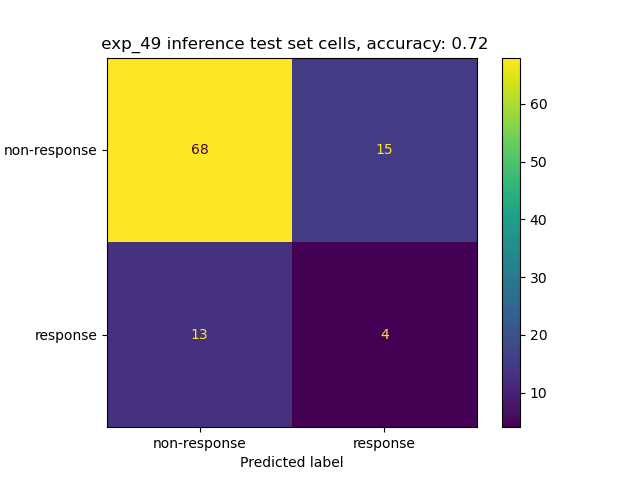 exp_49 inference test set cells, accuracy: 0.72
non-response
68
15
response
13
4
non-response
response
Predicted label
60
50
40
30
20
10